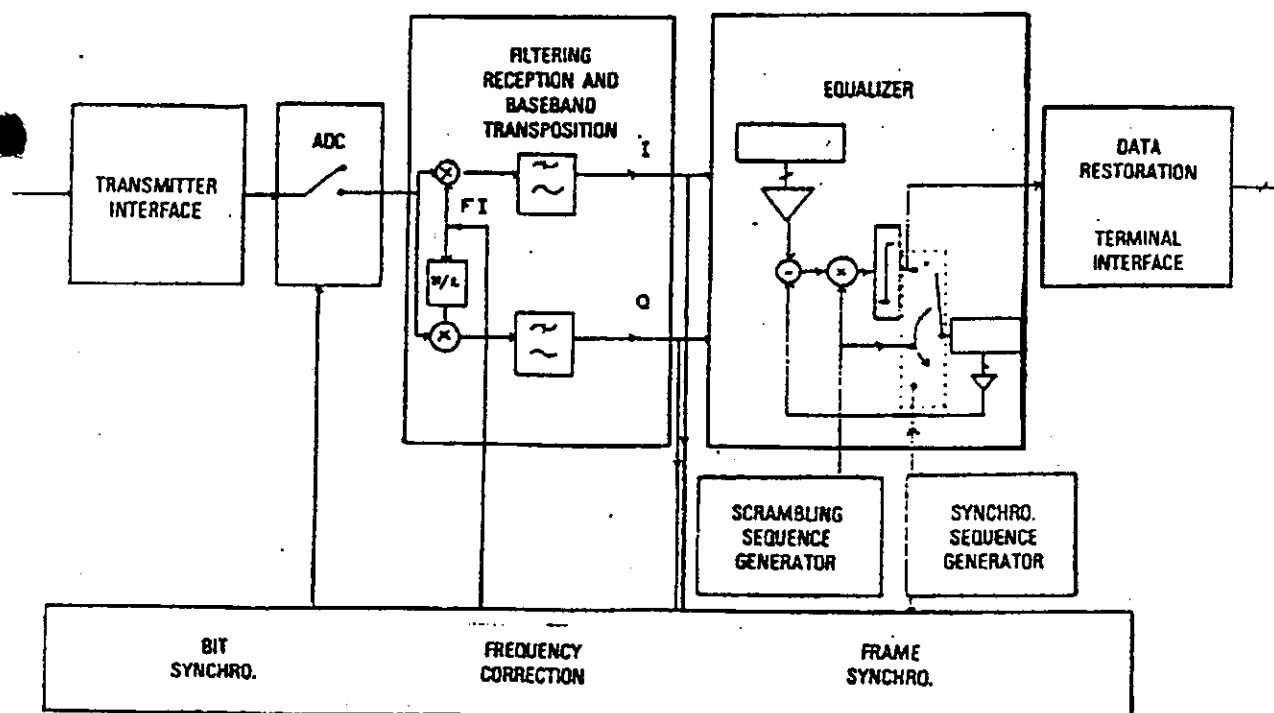 FILTERING
RECEPTION AND
BASEBAND
TRANSPOSITION
EQUALIZER
ADC
I
DATA
RESTORATION
TRANSMITTER
INTERFACE
FI
TERMINAL
INTERFACE
Q
SCRAMBLING
SEQUENCE
GENERATOR
SYNCHRO.
SEQUENCE
GENERATOR
BIT
SYNCHRO.
FREQUENCY
CORRECTION
FRAME
SYNCHRO.